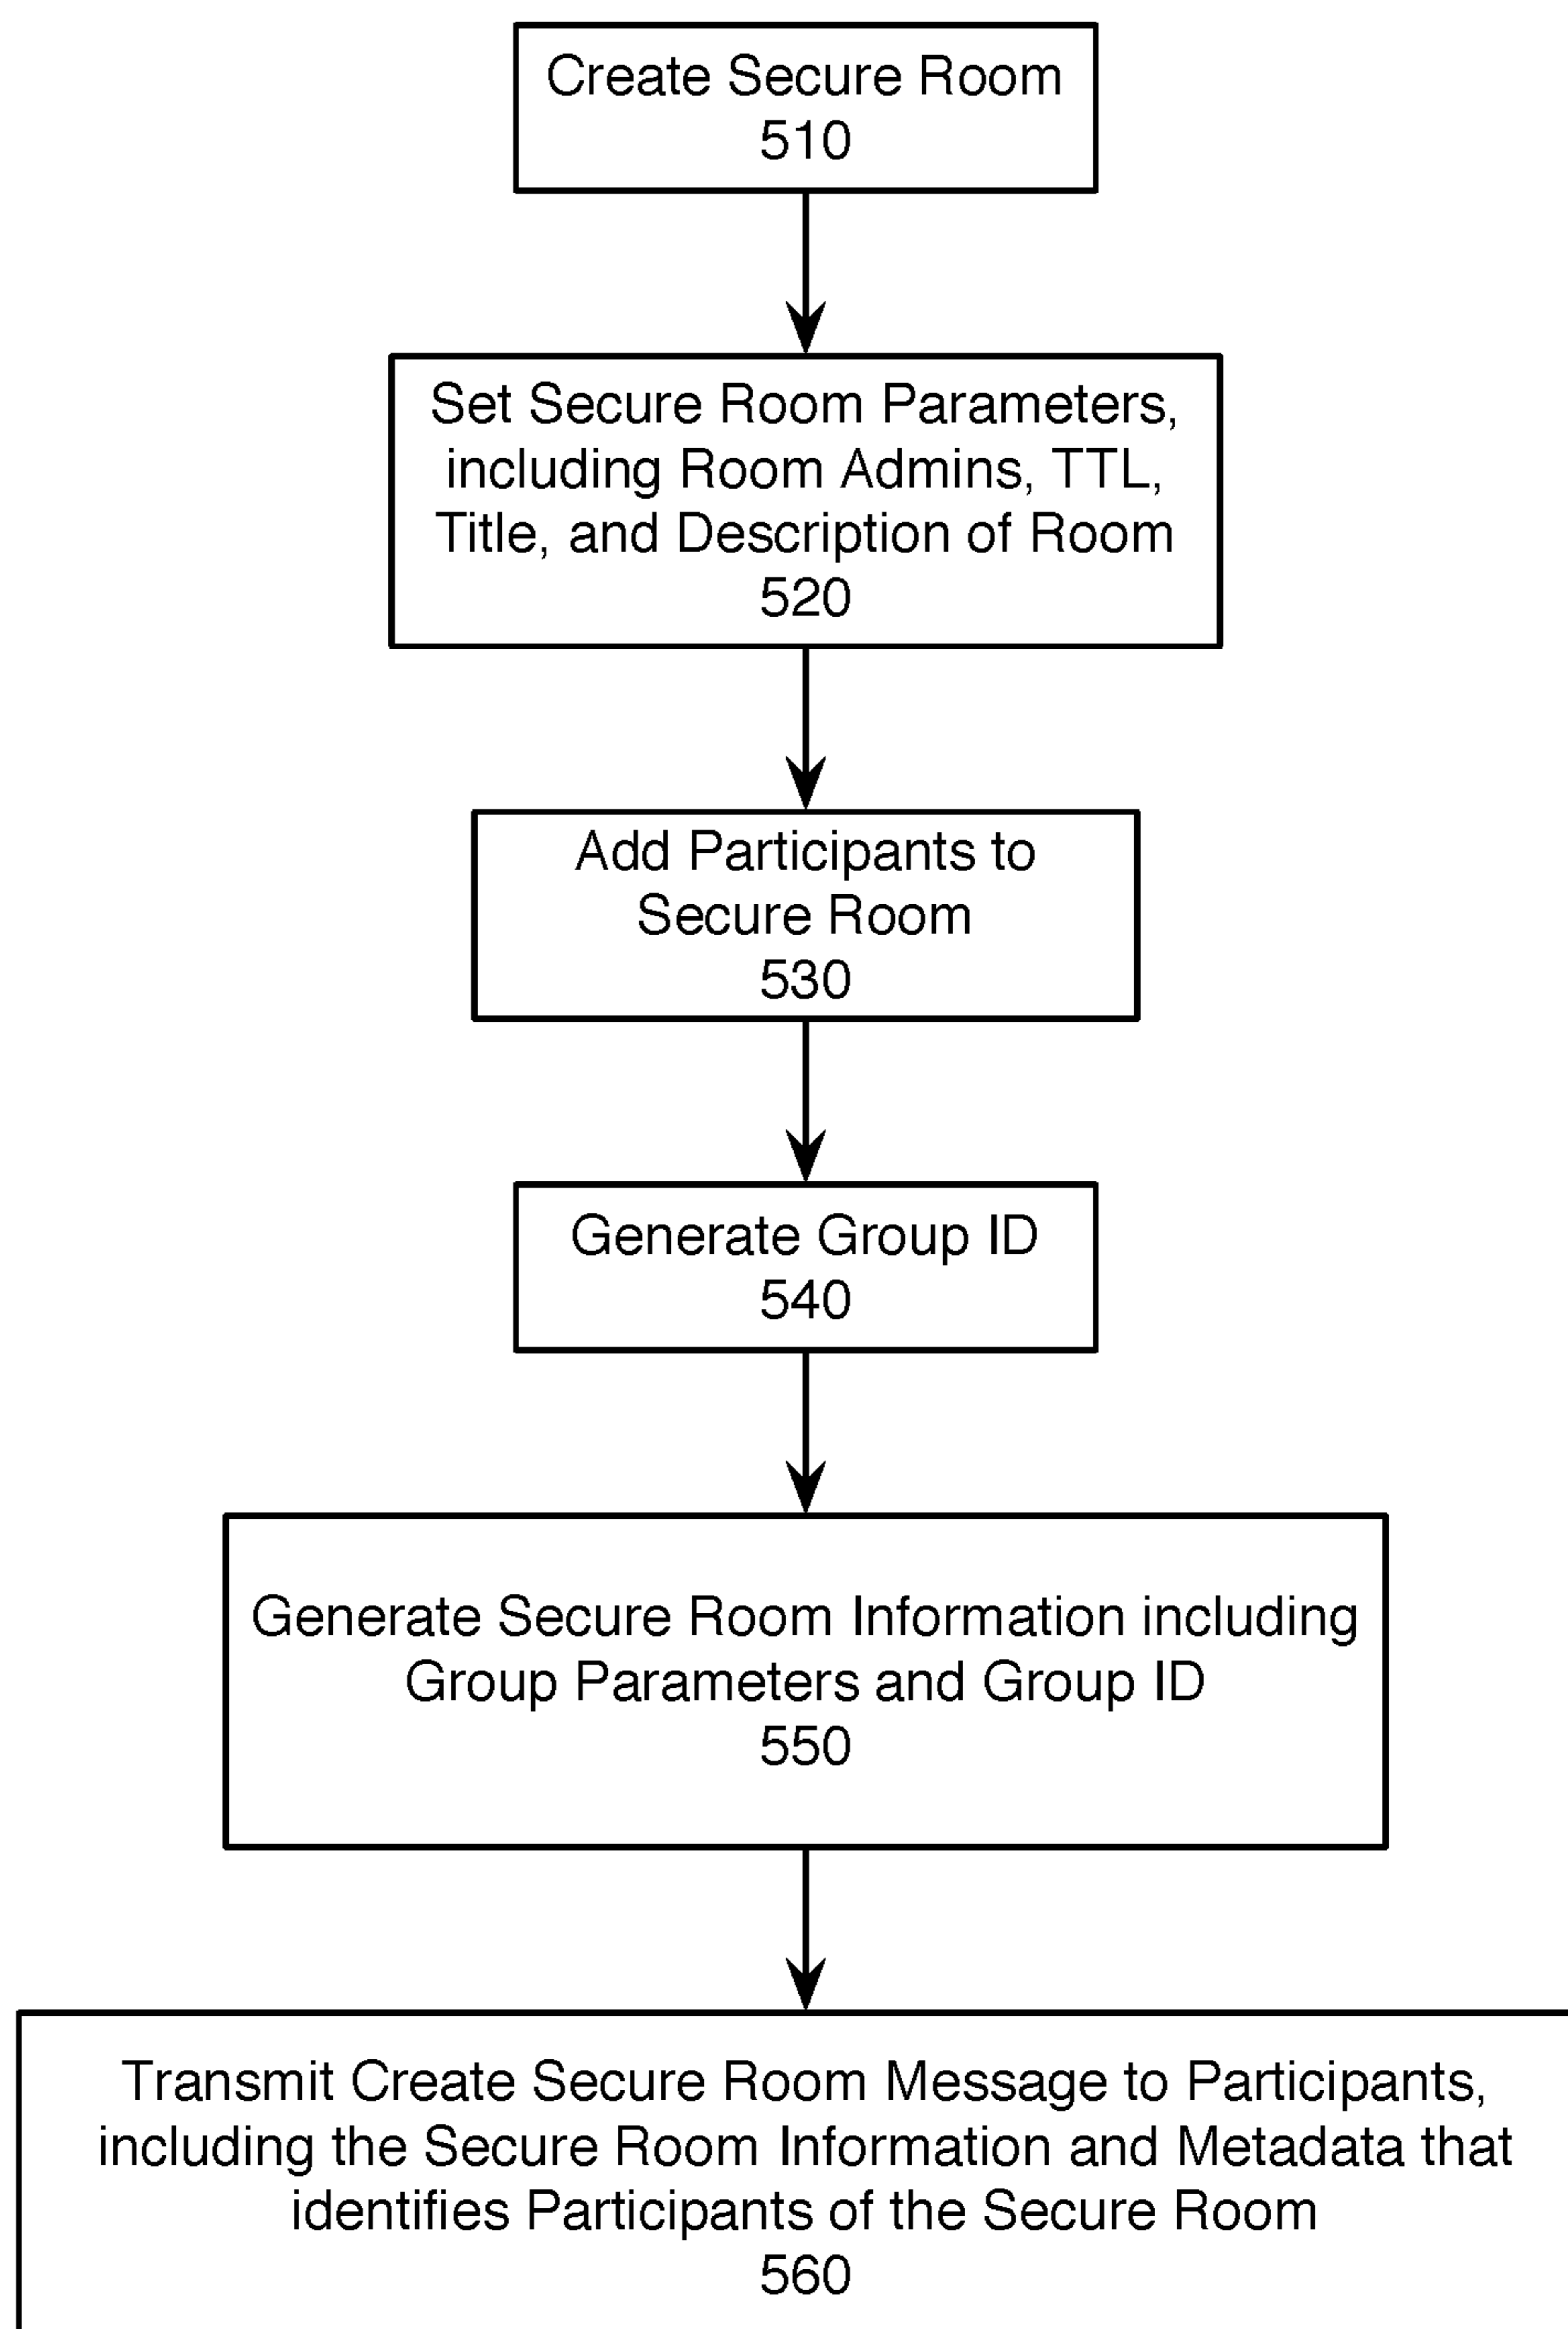 Create Secure Room
510
Set Secure Room Parameters,
including Room Admins, TTL,
Title, and Description of Room
520
Add Participants to
Secure Room
530
Generate Group ID
540
Generate Secure Room Information including
Group Parameters and Group ID
550
Transmit Create Secure Room Message to Participants,
including the Secure Room Information and Metadata that
identifies Participants of the Secure Room
560